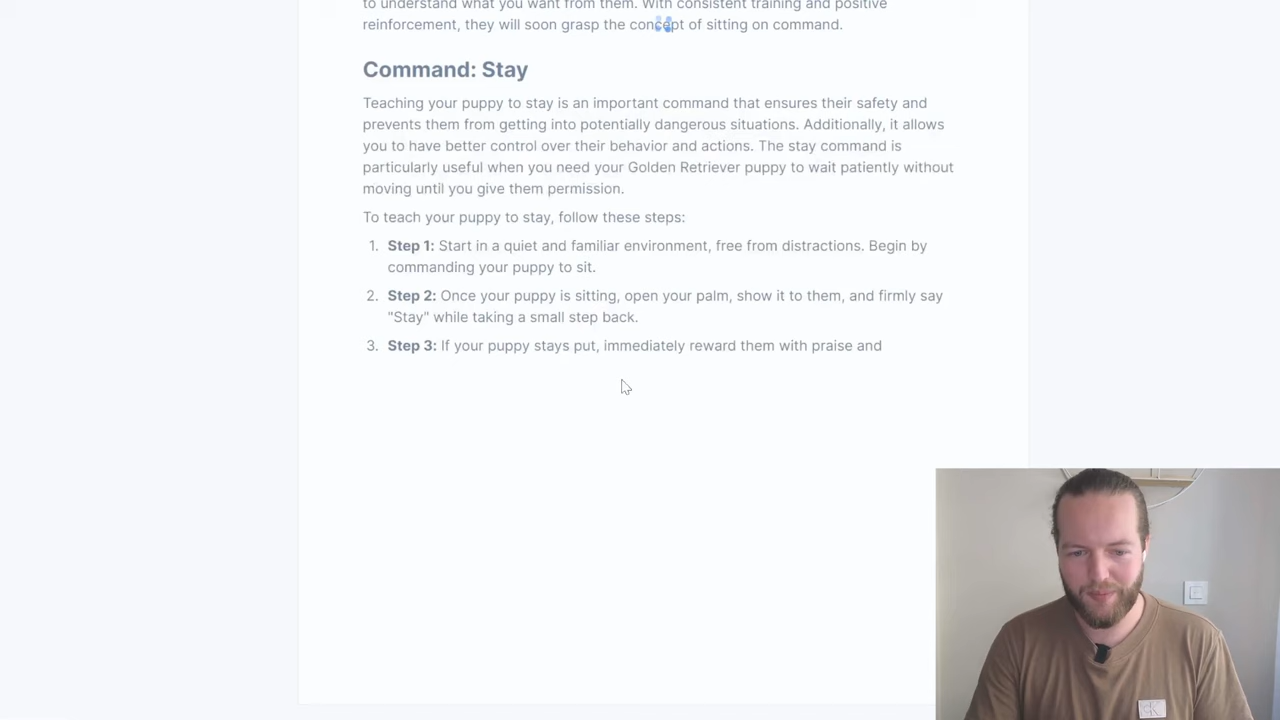 to understand what you want from them. With consistent training and positive
reinforcement, they will soon grasp the concept of sitting on command.
Command: Stay
Teaching your puppy to stay is an important command that ensures their safety and
prevents them from getting into potentially dangerous situations. Additionally, it allows
you to have better control over their behavior and actions. The stay command is
particularly useful when you need your Golden Retriever puppy to wait patiently without
moving until you give them permission.
To teach your puppy to stay, follow these steps:
1. Step 1: Start in a quiet and familiar environment, free from distractions. Begin by
commanding your puppy to sit.
2. Step 2: Once your puppy is sitting, open your palm, show it to them, and firmly say
"Stay" while taking a small step back.
3. Step 3: If your puppy stays put, immediately reward them with praise and